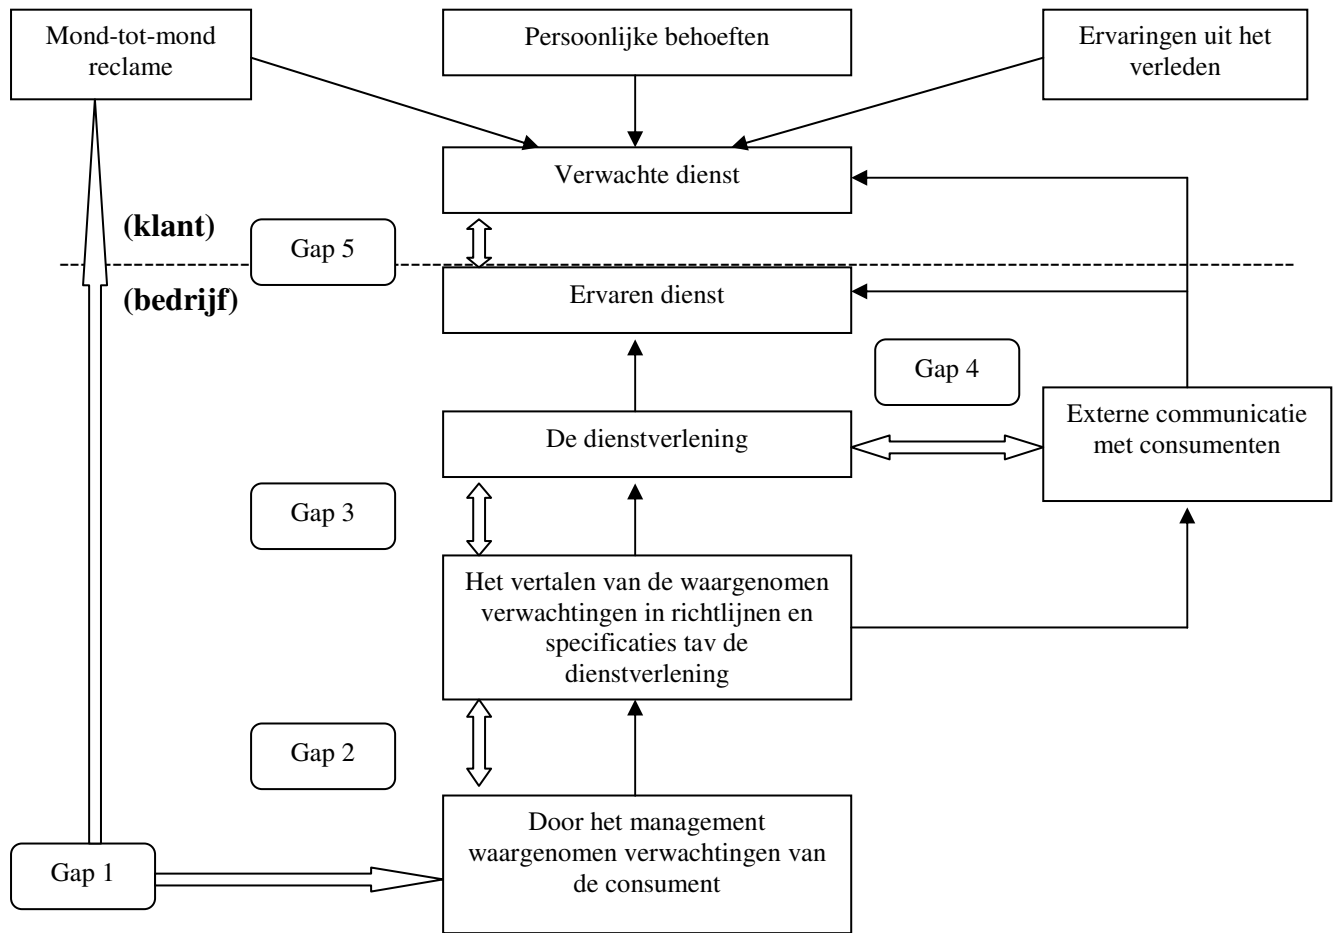 Mond-tot-mond
reclame
Persoonlijke behoeften
Ervaringen uit het
verleden
Verwachte dienst
(klant)
Gap 5
(bedrijf)
Ervaren dienst
Gap 4
Externe communicatie
met consumenten
De dienstverlening
Gap 3
Het vertalen van de waargenomen
verwachtingen in richtlijnen en
specificaties tav de
dienstverlening
Gap 2
Door het management
waargenomen verwachtingen van
de consument
Gap 1